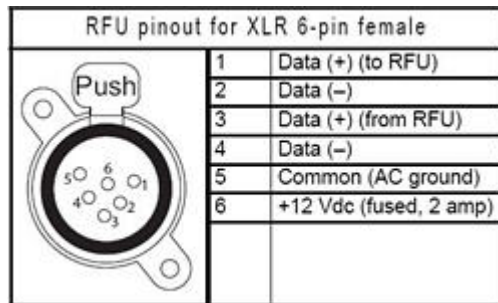 RFU pinout for XLR 6-pin female
Push
6
5 1
4 2
3
1 Data (+) (to RFU)
2 Data (–)
3 Data (+) (from RFU)
4 Data (–)
5 Common (AC ground)
6 +12 Vdc (fused, 2 amp)